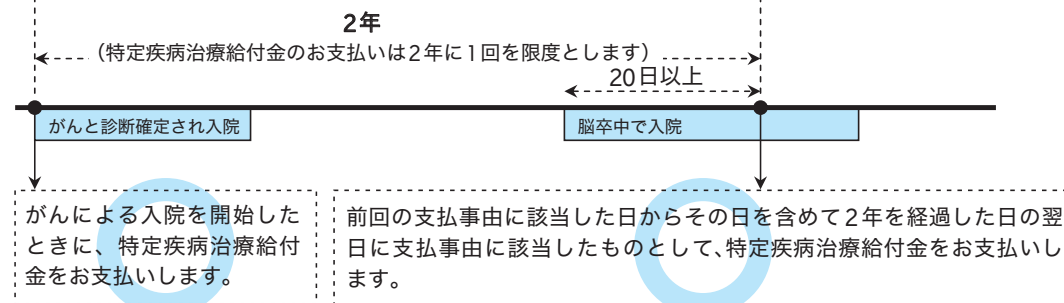 2年
（特定疾病治療給付金のお支払いは2年に1回を限度とします）
20日以上
がんと診断確定され入院
脳卒中で入院
がんによる入院を開始した
ときに、特定疾病治療給付
金をお支払いします。
前回の支払事由に該当した日からその日を含めて2年を経過した日の翌
日に支払事由に該当したものとして、特定疾病治療給付金をお支払いし
ます。